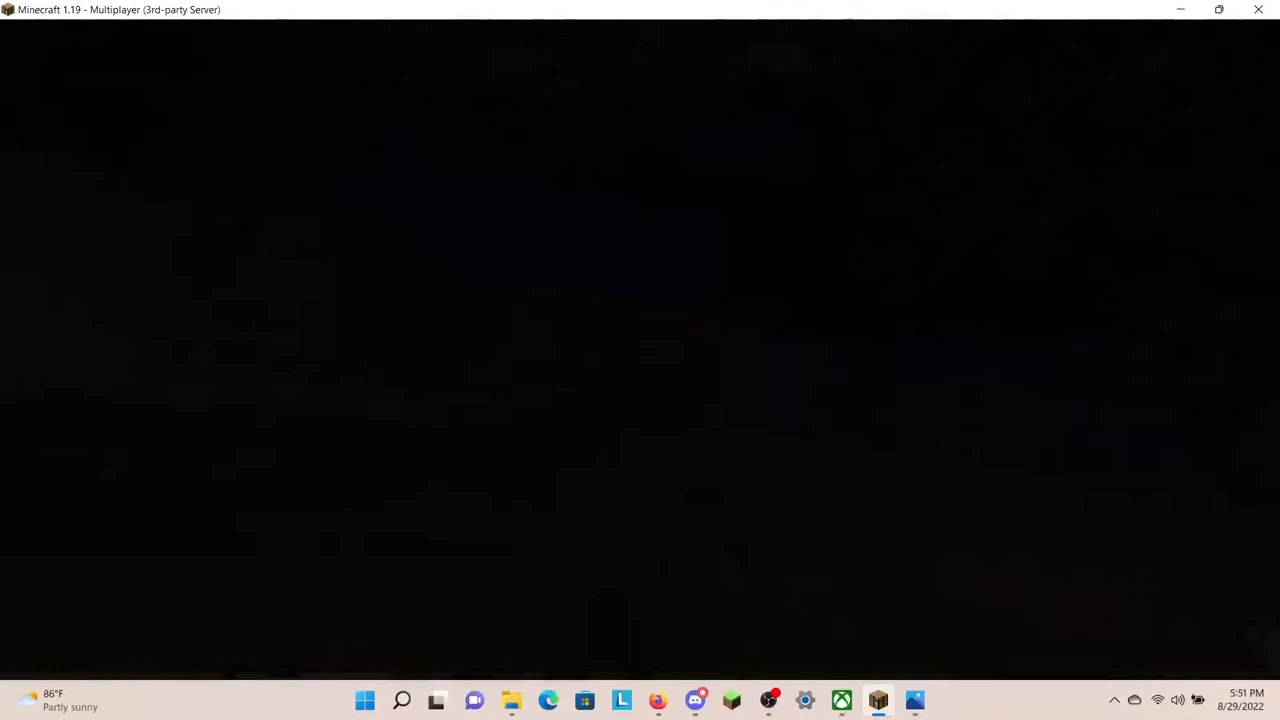 Minecraft 1.19 - Multiplayer (3rd-party Server)
86°F
Partly sunny
L
5:51 PM
8/29/2022